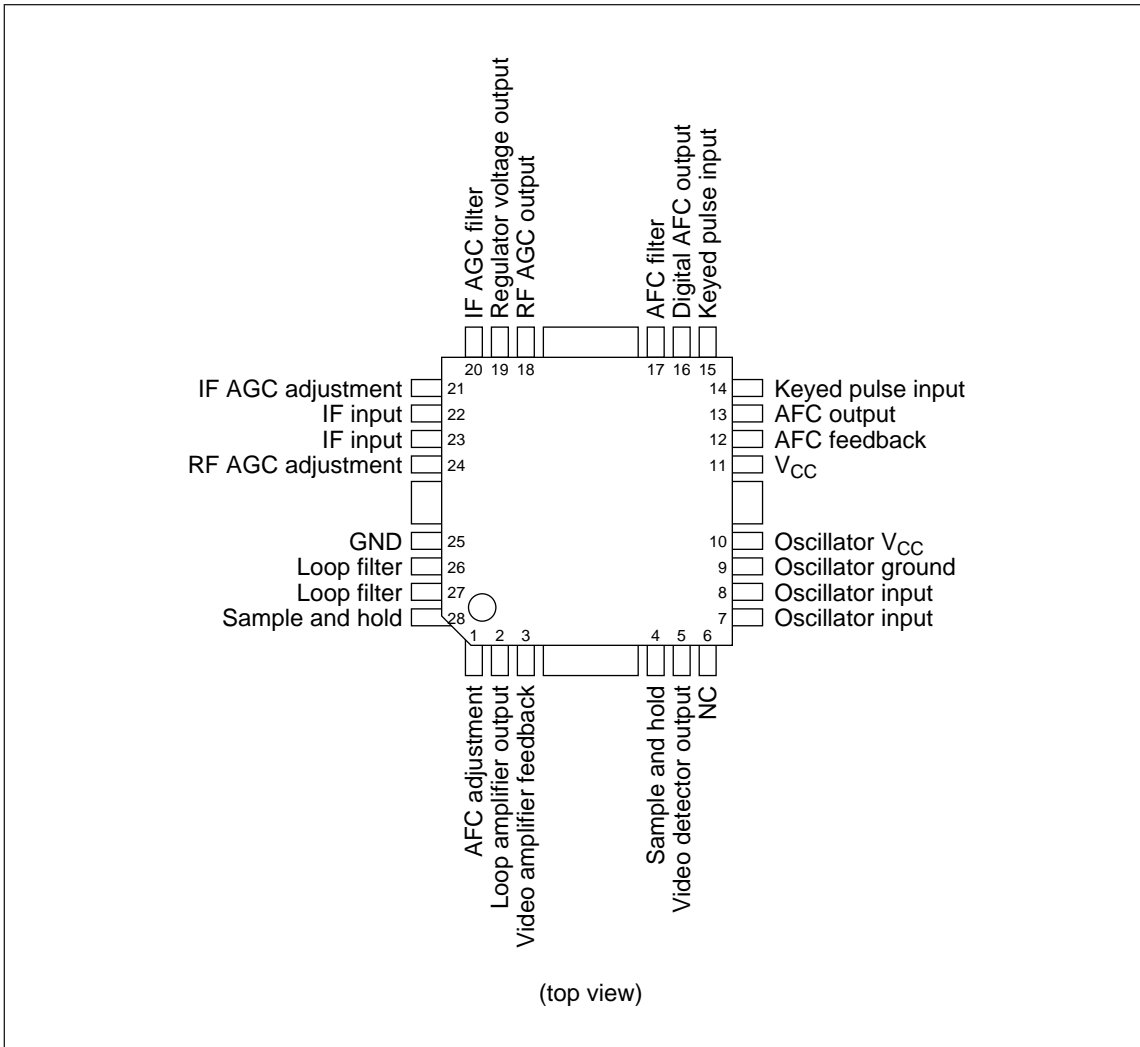 IF AGC filter
Regulator voltage output
RF AGC output
AFC filter
Digital AFC output
Keyed pulse input
20 19 18 17 16 15
IF AGC adjustment 21
IF input 22
IF input 23
RF AGC adjustment 24
GND 25
Loop filter 26
Loop filter 27
Sample and hold 28
14 Keyed pulse input
13 AFC output
12 AFC feedback
11 VCC
10 Oscillator VCC
9 Oscillator ground
8 Oscillator input
7 Oscillator input
1 2 3 4 5 6
AFC adjustment
Loop amplifier output
Video amplifier feedback
Sample and hold
Video detector output
NC
(top view)